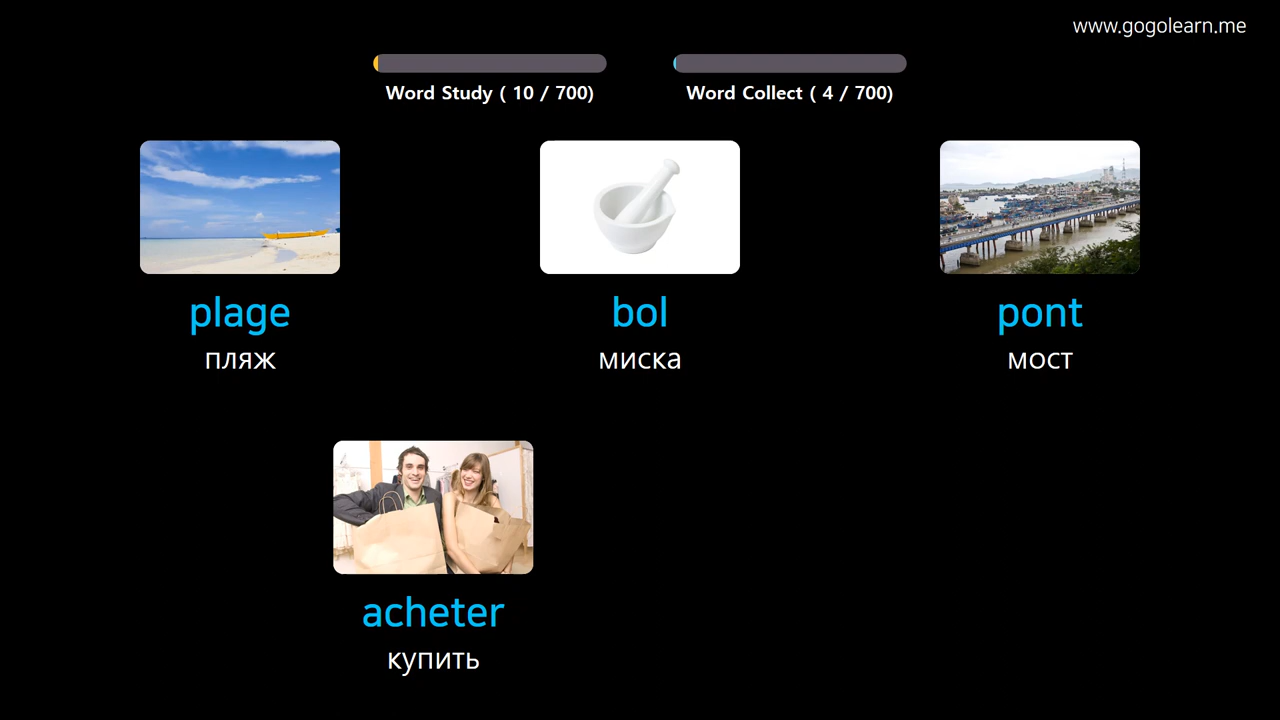 www.gogolearn.me
Word Study ( 10 / 700)
Word Collect ( 4 / 700)
plage
bol
pont
пляж
миска
мост
acheter
купить